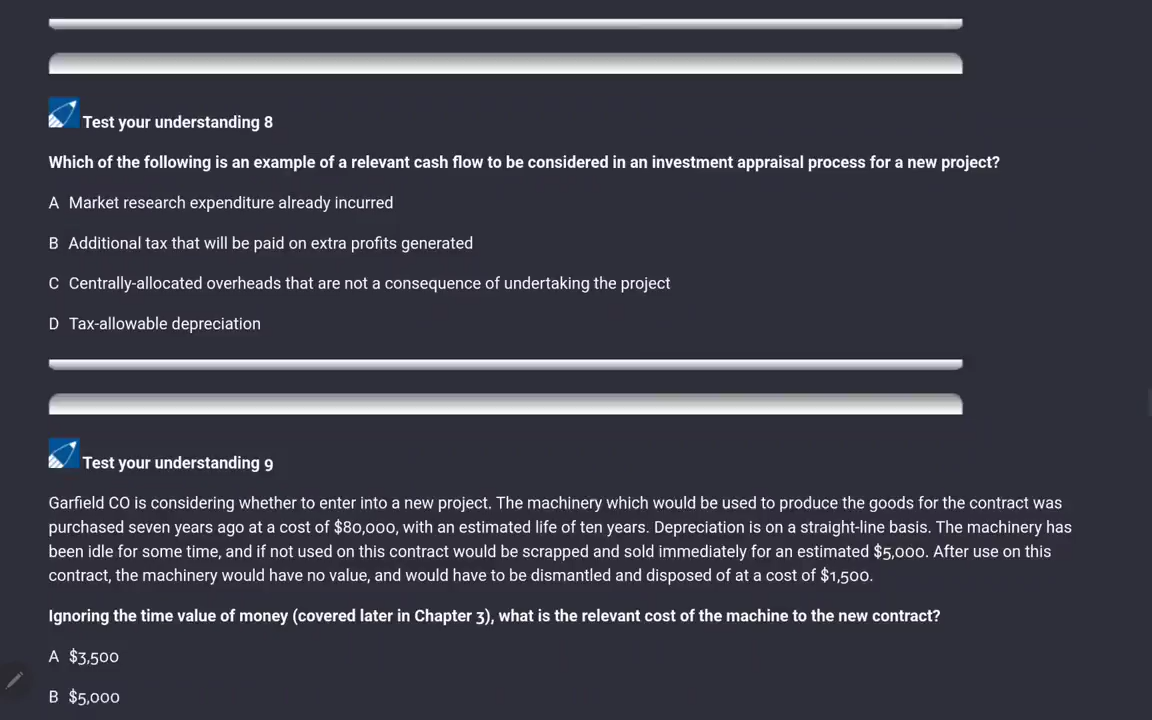 Test your understanding 8
Which of the following is an example of a relevant cash flow to be considered in an investment appraisal process for a new project?
A Market research expenditure already incurred
B Additional tax that will be paid on extra profits generated
C Centrally-allocated overheads that are not a consequence of undertaking the project
D Tax-allowable depreciation
Test your understanding 9
Garfield CO is considering whether to enter into a new project. The machinery which would be used to produce the goods for the contract was
purchased seven years ago at a cost of $80,000, with an estimated life of ten years. Depreciation is on a straight-line basis. The machinery has
been idle for some time, and if not used on this contract would be scrapped and sold immediately for an estimated $5,000. After use on this
contract, the machinery would have no value, and would have to be dismantled and disposed of at a cost of $1,500.
Ignoring the time value of money (covered later in Chapter 3), what is the relevant cost of the machine to the new contract?
A $3,500
B $5,000